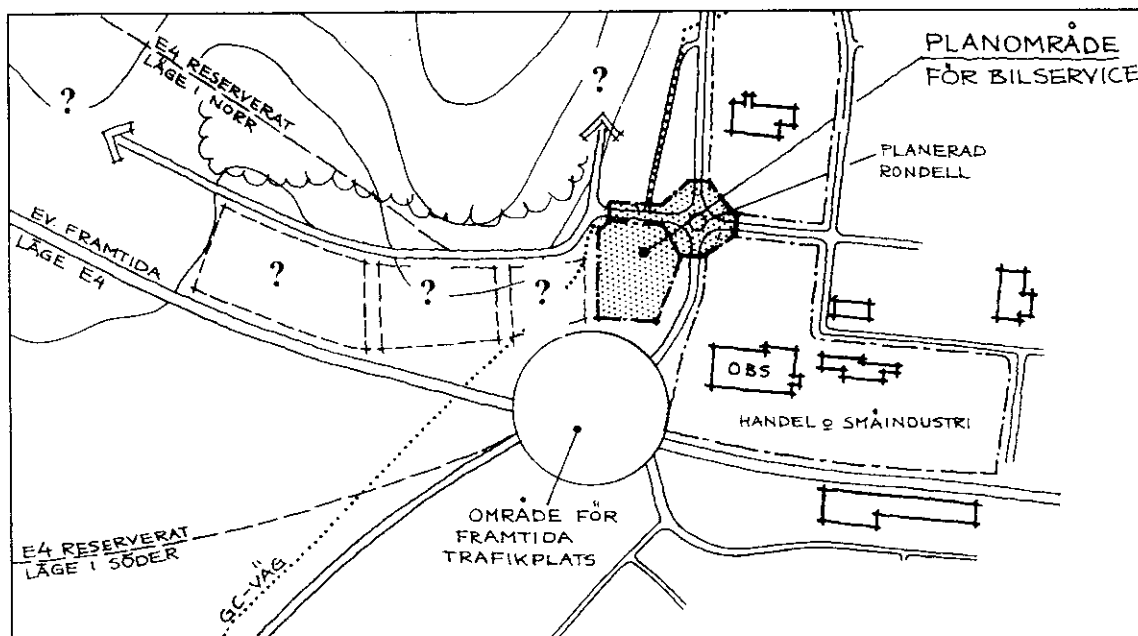 E4 RESERVERAT
LÄGE I NORR
?
?
PLANOMRÅDE
FÖR BILSERVICE
PLANERAD
RONDELL
EV. FRAMTIDA
LÄGE E4
?
?
?
OBS
HANDEL o SMÅINDUSTRI
OMRÅDE FÖR
FRAMTIDA
TRAFIKPLATS
E4 RESERVERAT
LÄGE I SÖDER
GC-VÄG